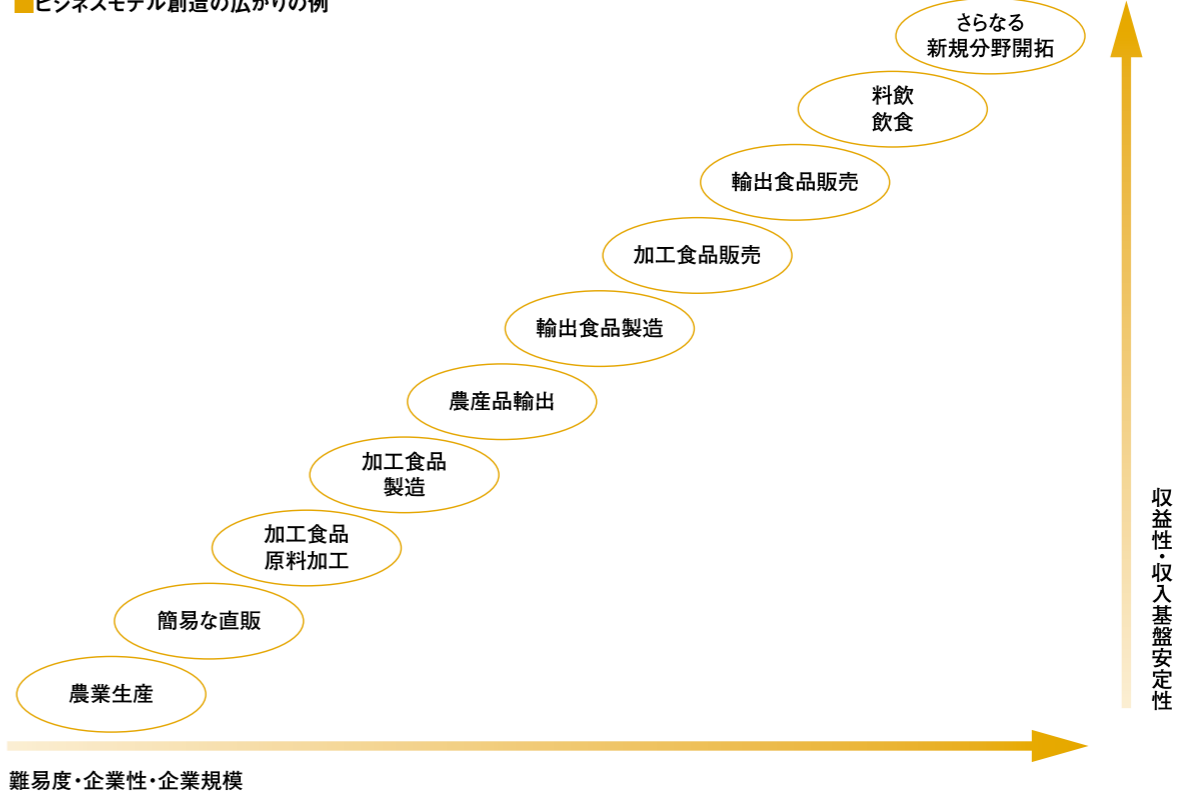 ■ビジネスモデル創造の広がりの例
さらなる
新規分野開拓
料飲
飲食
輸出食品販売
加工食品販売
輸出食品製造
農産品輸出
加工食品
製造
加工食品
原料加工
簡易な直販
農業生産
収益性・収入基盤安定性
難易度・企業性・企業規模